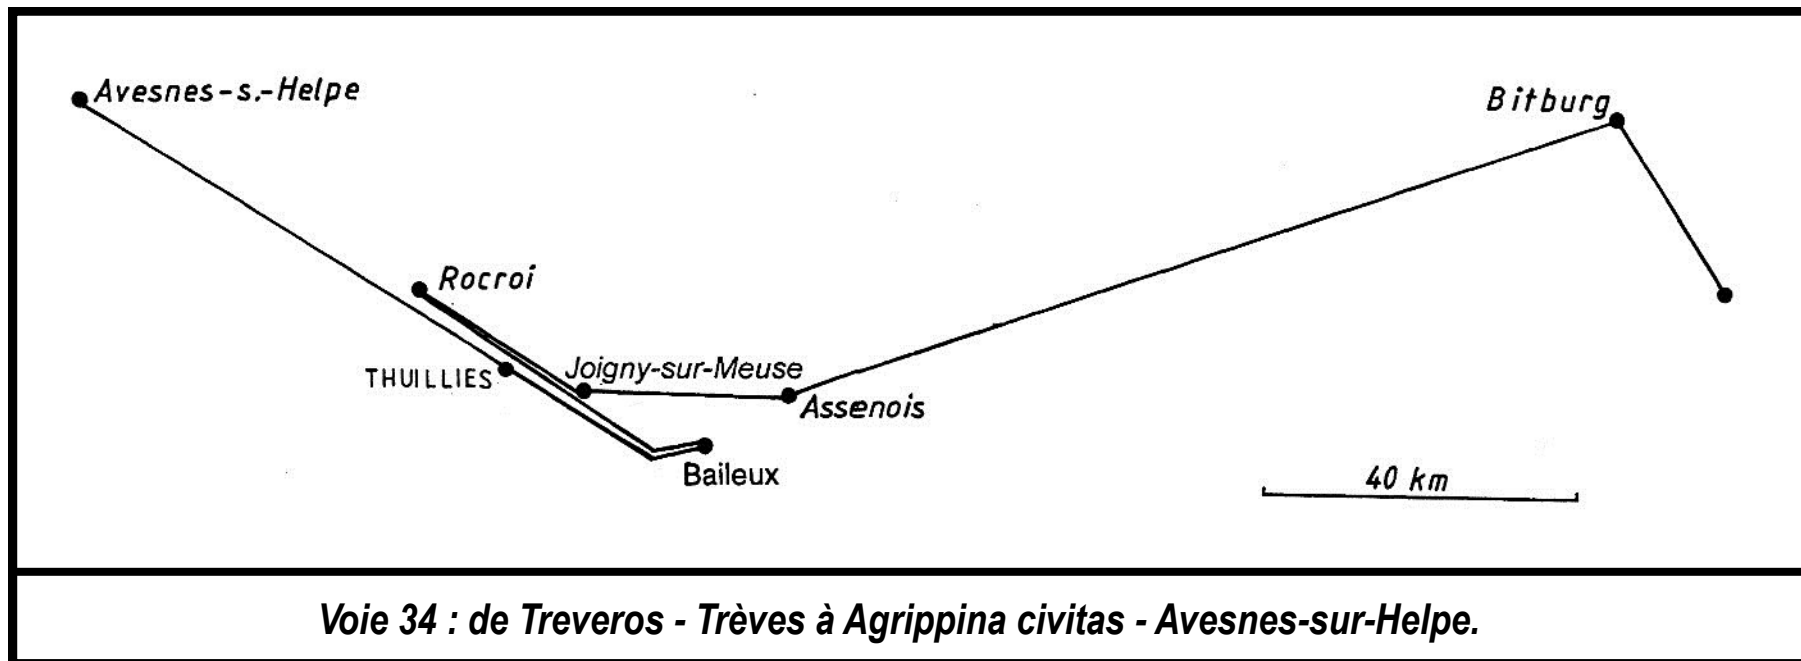 Avesnes-s.-Helpe
Bitburg
Rocroi
THUILLIES
Joigny-sur-Meuse
Assenois
Baileux
40 km
Voie 34 : de Treveros - Trèves à Agrippina civitas - Avesnes-sur-Helpe.